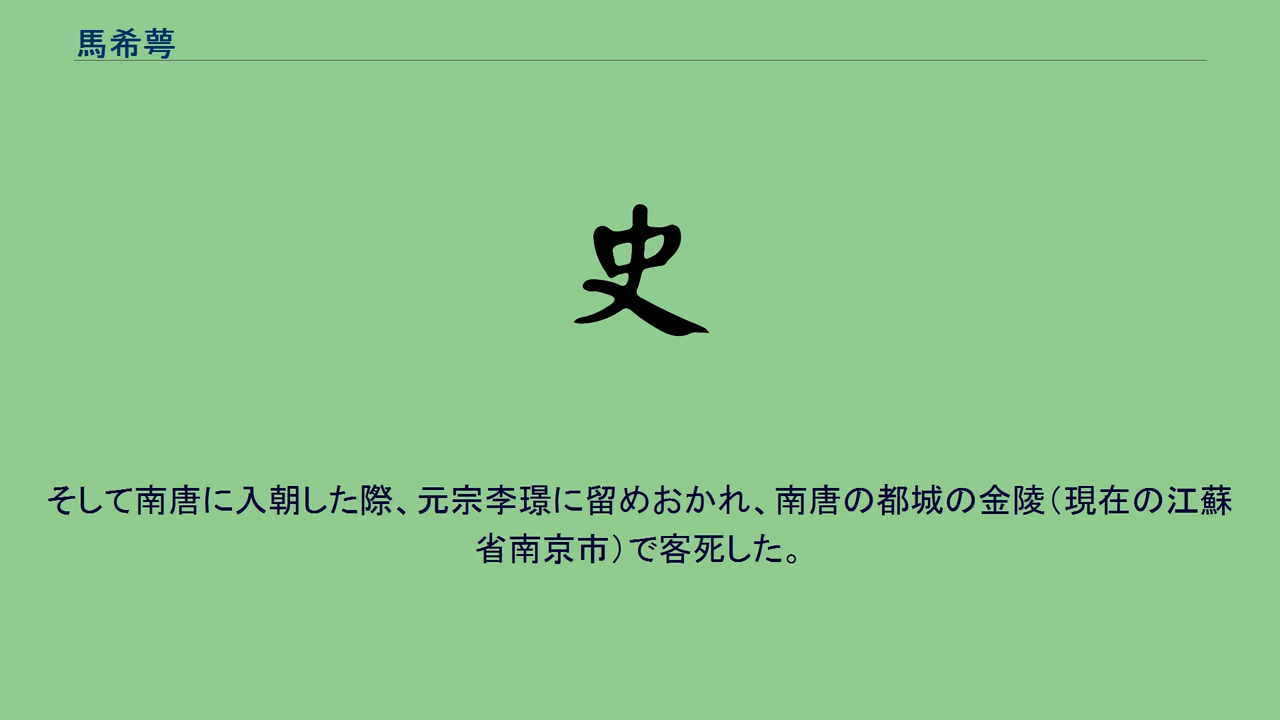 馬希萼
史
そして南唐に入朝した際、元宗李璟に留めおかれ、南唐の都城の金陵(現在の江蘇
省南京市)で客死した。